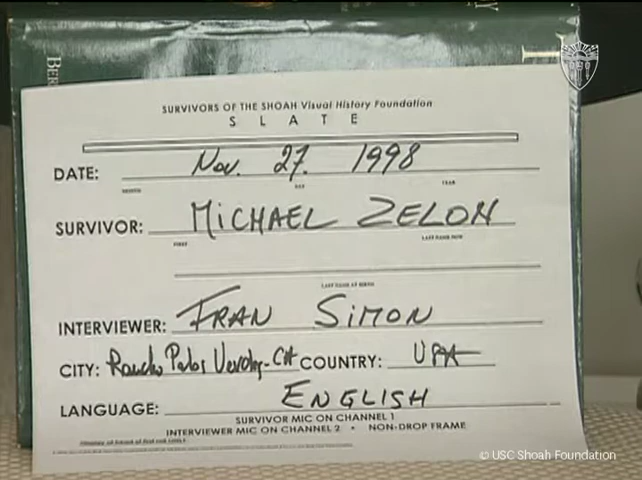 SURVIVORS OF THE SHOAH Visual History Foundation
SLATE
DATE: Nov. 27. 1998
MONTH DAY YEAR
SURVIVOR: MICHAEL ZELON
FIRST LAST NAME NOW
LAST NAME AT BIRTH
INTERVIEWER: FRAN SIMON
CITY: Rancho Palos Verdes-CA COUNTRY: USA
LANGUAGE: ENGLISH
SURVIVOR MIC ON CHANNEL 1
INTERVIEWER MIC ON CHANNEL 2 • NON-DROP FRAME
© USC Shoah Foundation